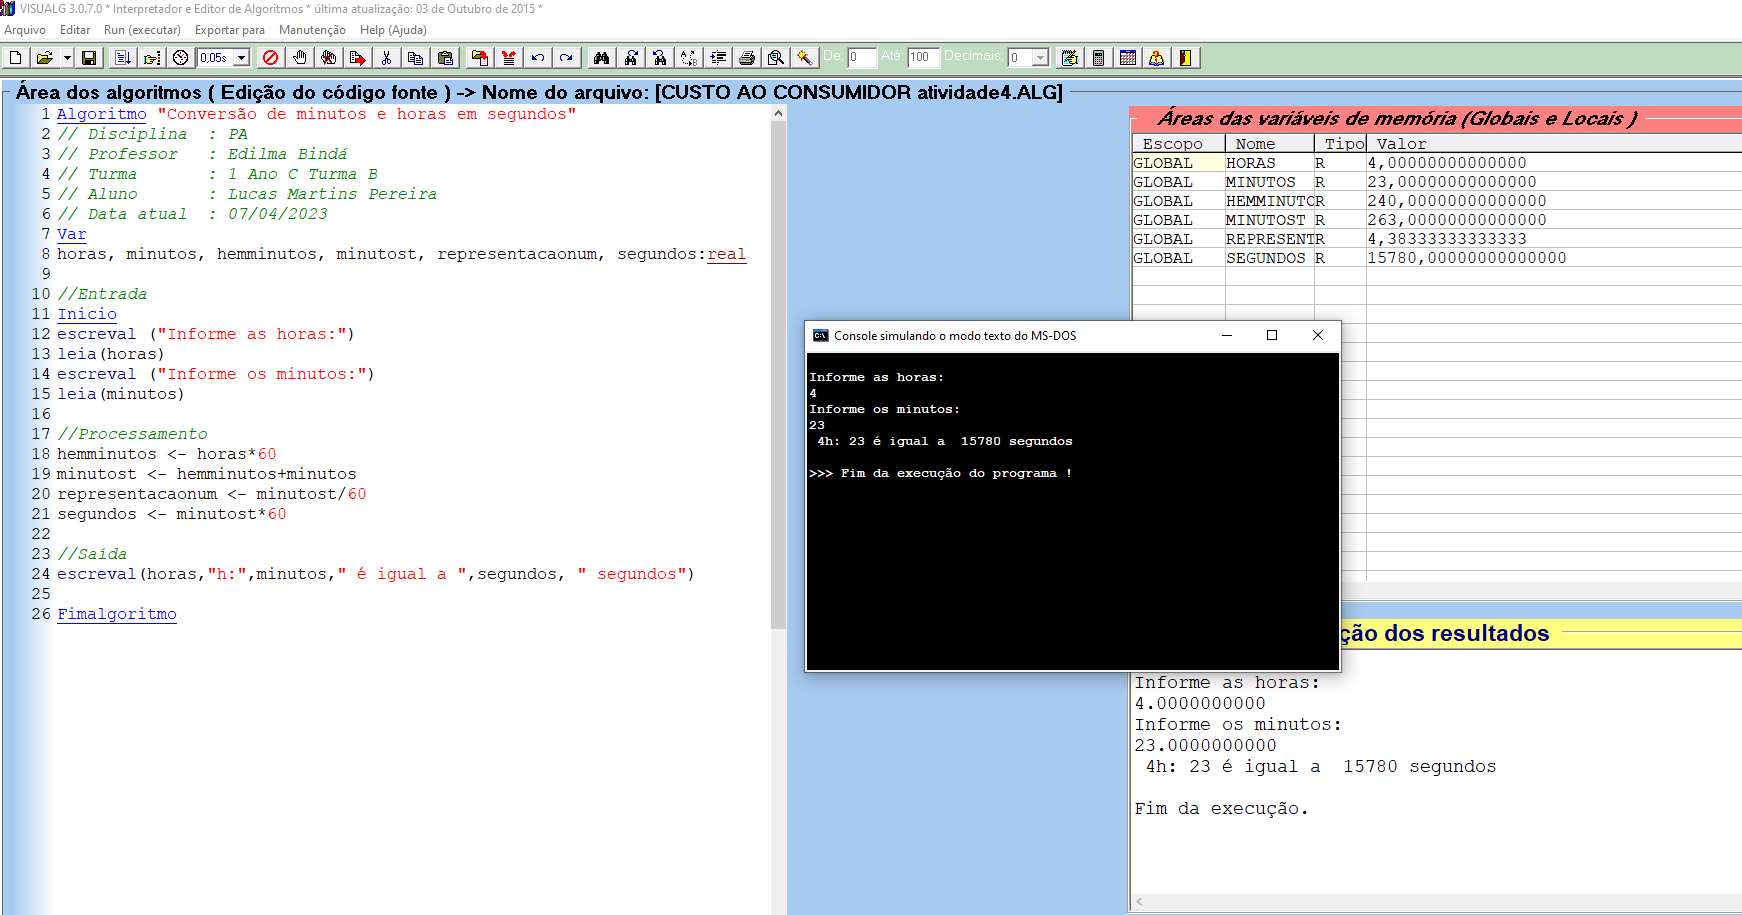 VISUALG 3.0.7.0 * Interpretador e Editor de Algoritmos * última atualização: 03 de Outubro de 2015 *
Arquivo Editar Run (executar) Exportar para Manutenção Help (Ajuda)
0,05s De: 0 Até: 100 Decimais: 0
Área dos algoritmos ( Edição do código fonte ) -> Nome do arquivo: [CUSTO AO CONSUMIDOR atividade4.ALG]
1 Algoritmo "Conversão de minutos e horas em segundos"
2 // Disciplina : PA
3 // Professor : Edilma Bindá
4 // Turma : 1 Ano C Turma B
5 // Aluno : Lucas Martins Pereira
6 // Data atual : 07/04/2023
7 Var
8 horas, minutos, hemminutos, minutost, representacaonum, segundos:real
9
10 //Entrada
11 Inicio
12 escreval ("Informe as horas:")
13 leia(horas)
14 escreval ("Informe os minutos:")
15 leia(minutos)
16
17 //Processamento
18 hemminutos <- horas*60
19 minutost <- hemminutos+minutos
20 representacaonum <- minutost/60
21 segundos <- minutost*60
22
23 //Saída
24 escreval(horas,"h:",minutos," é igual a ",segundos, " segundos")
25
26 Fimalgoritmo
Áreas das variáveis de memória (Globais e Locais )
Escopo Nome Tipo Valor
GLOBAL HORAS R 4,00000000000000
GLOBAL MINUTOS R 23,00000000000000
GLOBAL HEMMINUTO R 240,000000000000000
GLOBAL MINUTOST R 263,000000000000000
GLOBAL REPRESENT R 4,38333333333333
GLOBAL SEGUNDOS R 15780,00000000000000
Console simulando o modo texto do MS-DOS
Informe as horas:
4
Informe os minutos:
23
4h: 23 é igual a 15780 segundos
>>> Fim da execução do programa !
ção dos resultados
Informe as horas:
4.0000000000
Informe os minutos:
23.0000000000
4h: 23 é igual a 15780 segundos
Fim da execução.